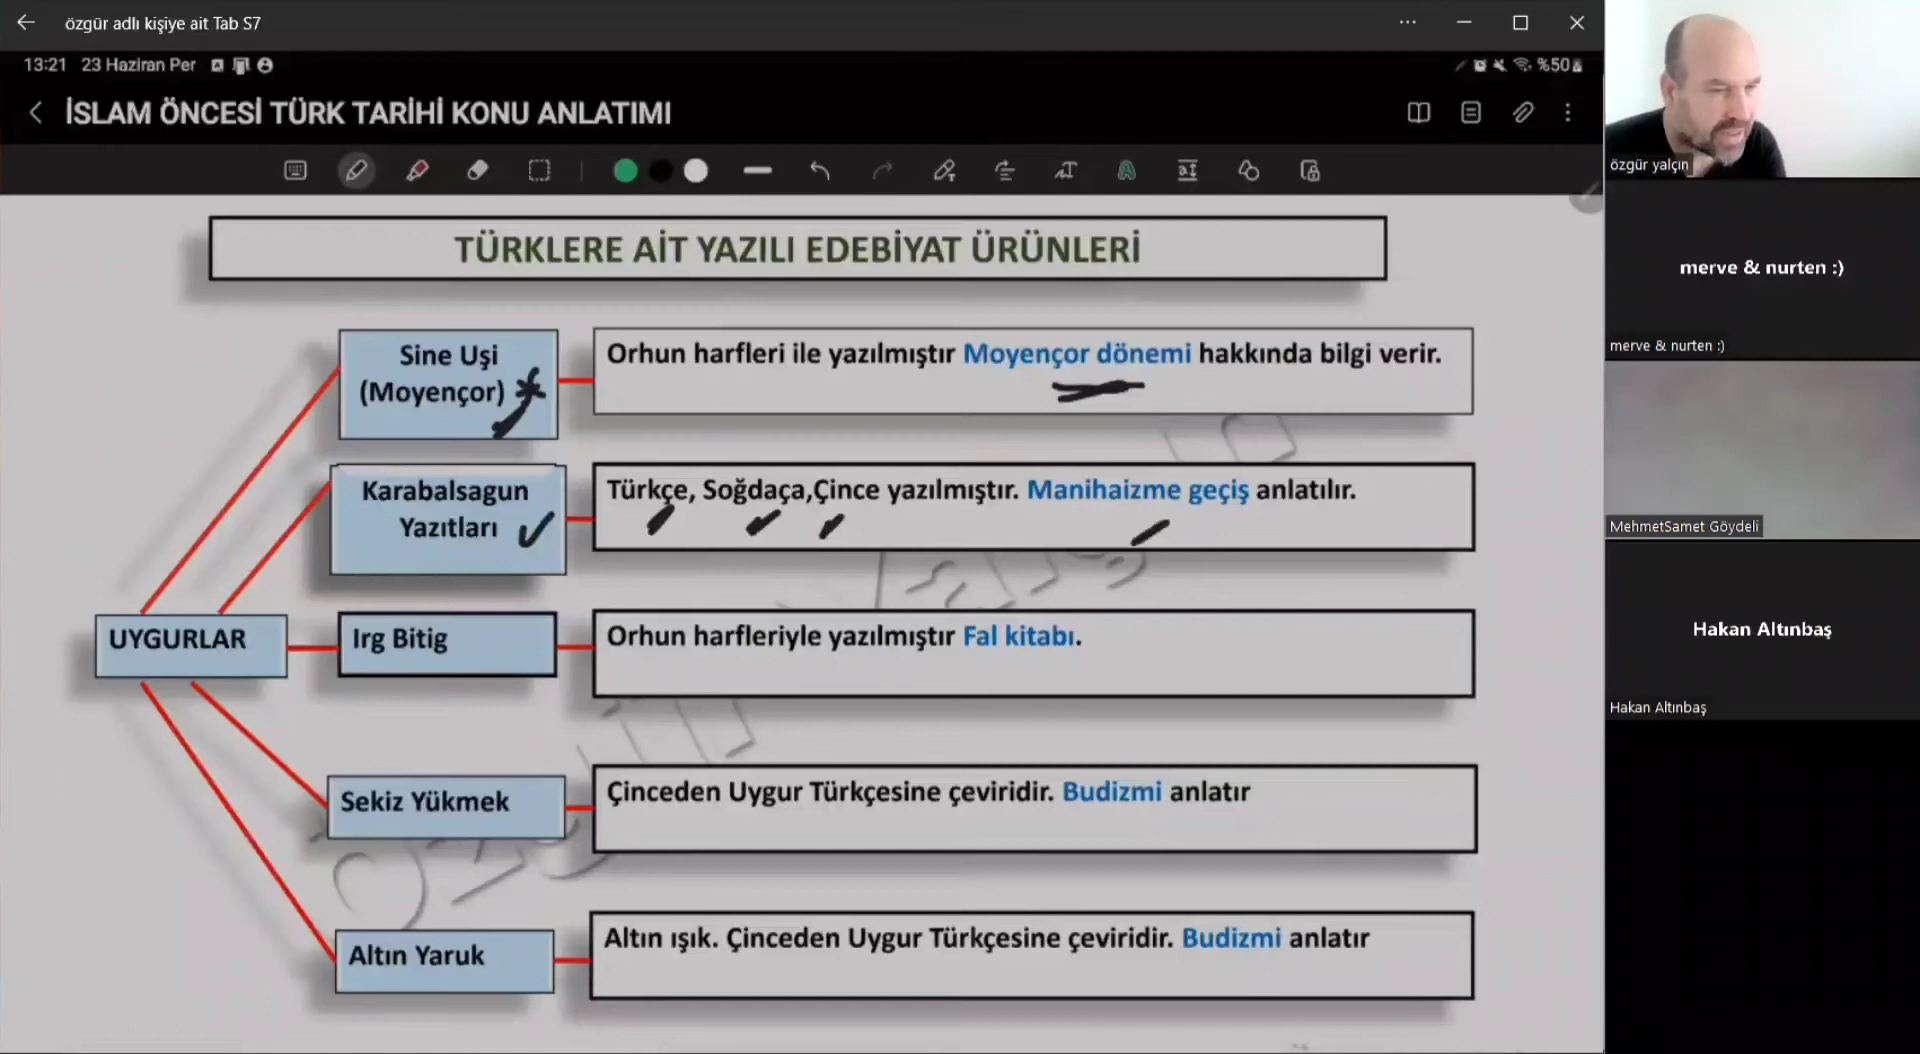 özgür adlı kişiye ait Tab S7
13:21 23 Haziran Per
%50
İSLAM ÖNCESİ TÜRK TARİHİ KONU ANLATIMI
TÜRKLERE AİT YAZILI EDEBİYAT ÜRÜNLERİ
Sine Uşi
(Moyençor)
Orhun harfleri ile yazılmıştır Moyençor dönemi hakkında bilgi verir.
Karabalsagun
Yazıtları
Türkçe, Soğdaça,Çince yazılmıştır. Manihaizme geçiş anlatılır.
UYGURLAR
Irg Bitig
Orhun harfleriyle yazılmıştır Fal kitabı.
Sekiz Yükmek
Çinceden Uygur Türkçesine çeviridir. Budizmi anlatır
Altın Yaruk
Altın ışık. Çinceden Uygur Türkçesine çeviridir. Budizmi anlatır
özgür yalçın
merve & nurten :)
merve & nurten :)
MehmetSamet Göydeli
Hakan Altınbaş
Hakan Altınbaş